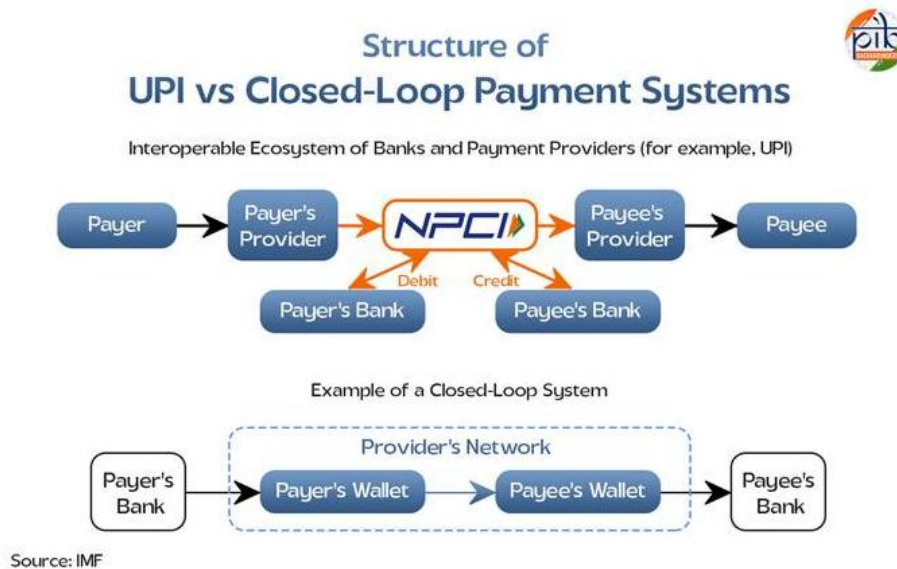 pib
BACKGROUNDERS
Structure of
UPI vs Closed-Loop Payment Systems
Interoperable Ecosystem of Banks and Payment Providers (for example, UPI)
Payer
Payer's
Provider
NPCI
Payee's
Provider
Payee
Debit
Credit
Payer's Bank
Payee's Bank
Example of a Closed-Loop System
Provider's Network
Payer's
Bank
Payer's Wallet
Payee's Wallet
Payee's
Bank
Source: IMF